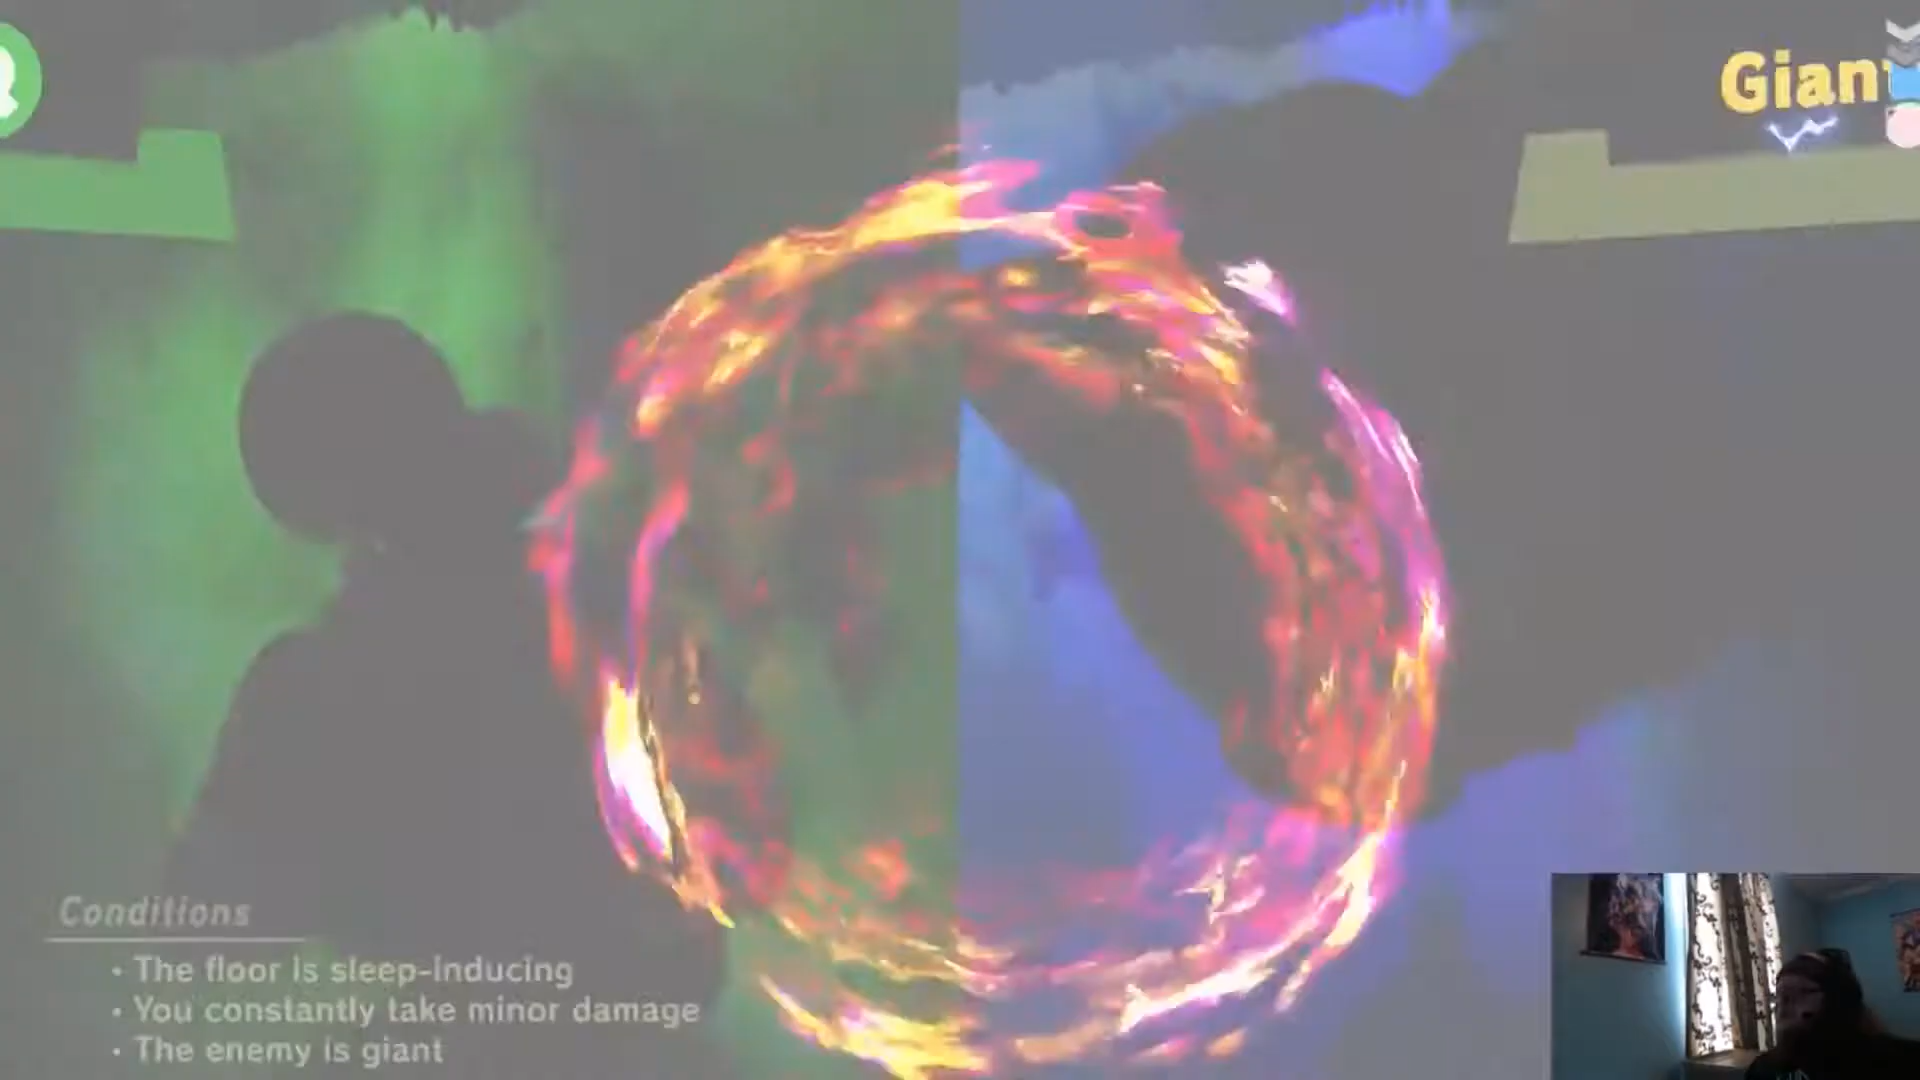 Giant
Conditions
• The floor is sleep-inducing
• You constantly take minor damage
• The enemy is giant